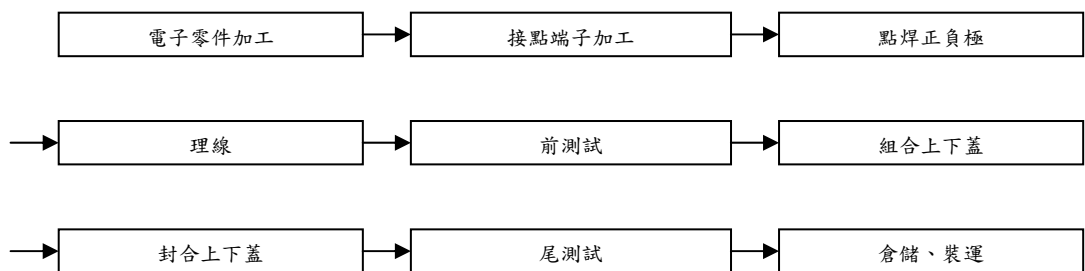 電子零件加工
接點端子加工
點焊正負極
理線
前測試
組合上下蓋
封合上下蓋
尾測試
倉儲、裝運